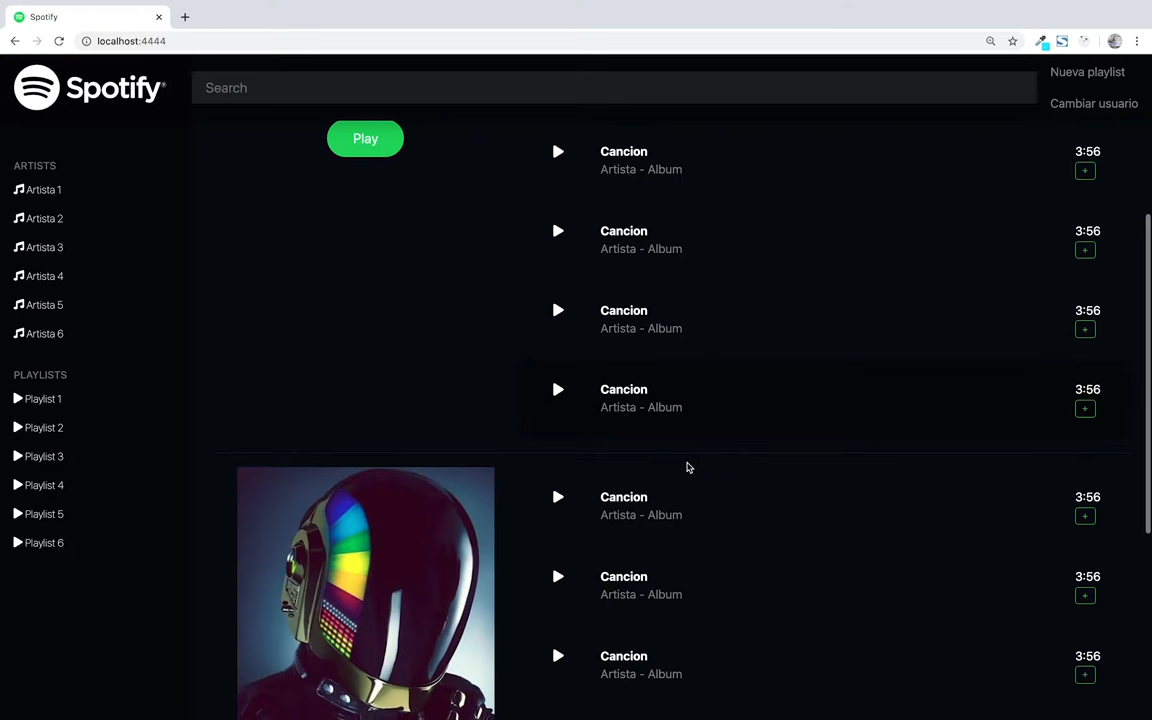 Spotify
localhost:4444
Spotify
Search
Nueva playlist
Cambiar usuario
ARTISTS
Artista 1
Artista 2
Artista 3
Artista 4
Artista 5
Artista 6
PLAYLISTS
Playlist 1
Playlist 2
Playlist 3
Playlist 4
Playlist 5
Playlist 6
Play
Cancion 3:56
Artista - Album +
Cancion 3:56
Artista - Album +
Cancion 3:56
Artista - Album +
Cancion 3:56
Artista - Album +
Cancion 3:56
Artista - Album +
Cancion 3:56
Artista - Album +
Cancion 3:56
Artista - Album +